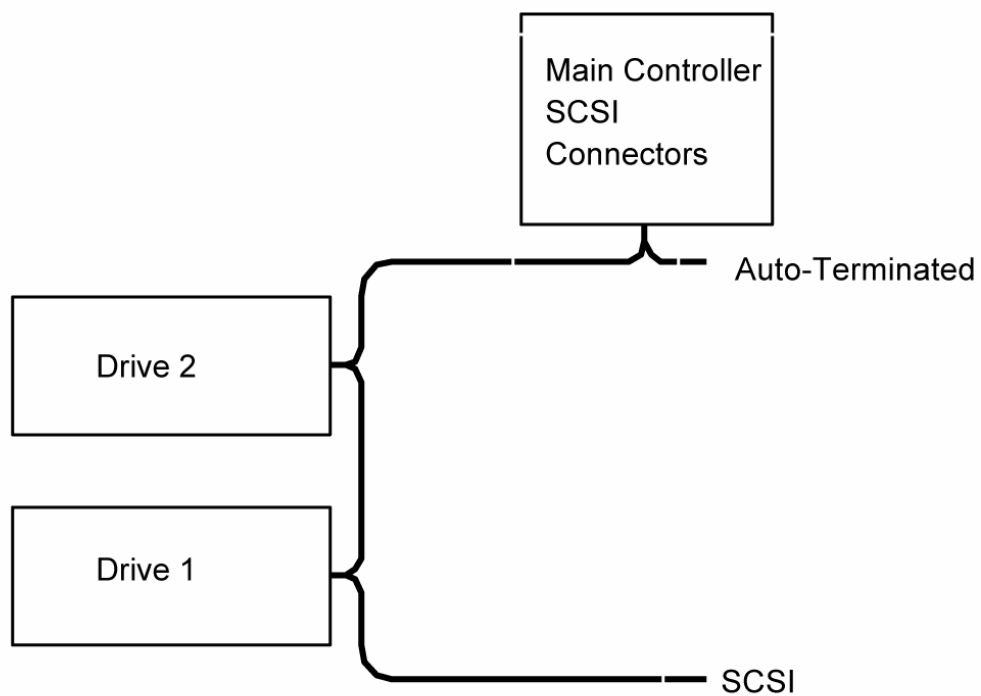 Main Controller
SCSI
Connectors
Auto-Terminated
Drive 2
Drive 1
SCSI